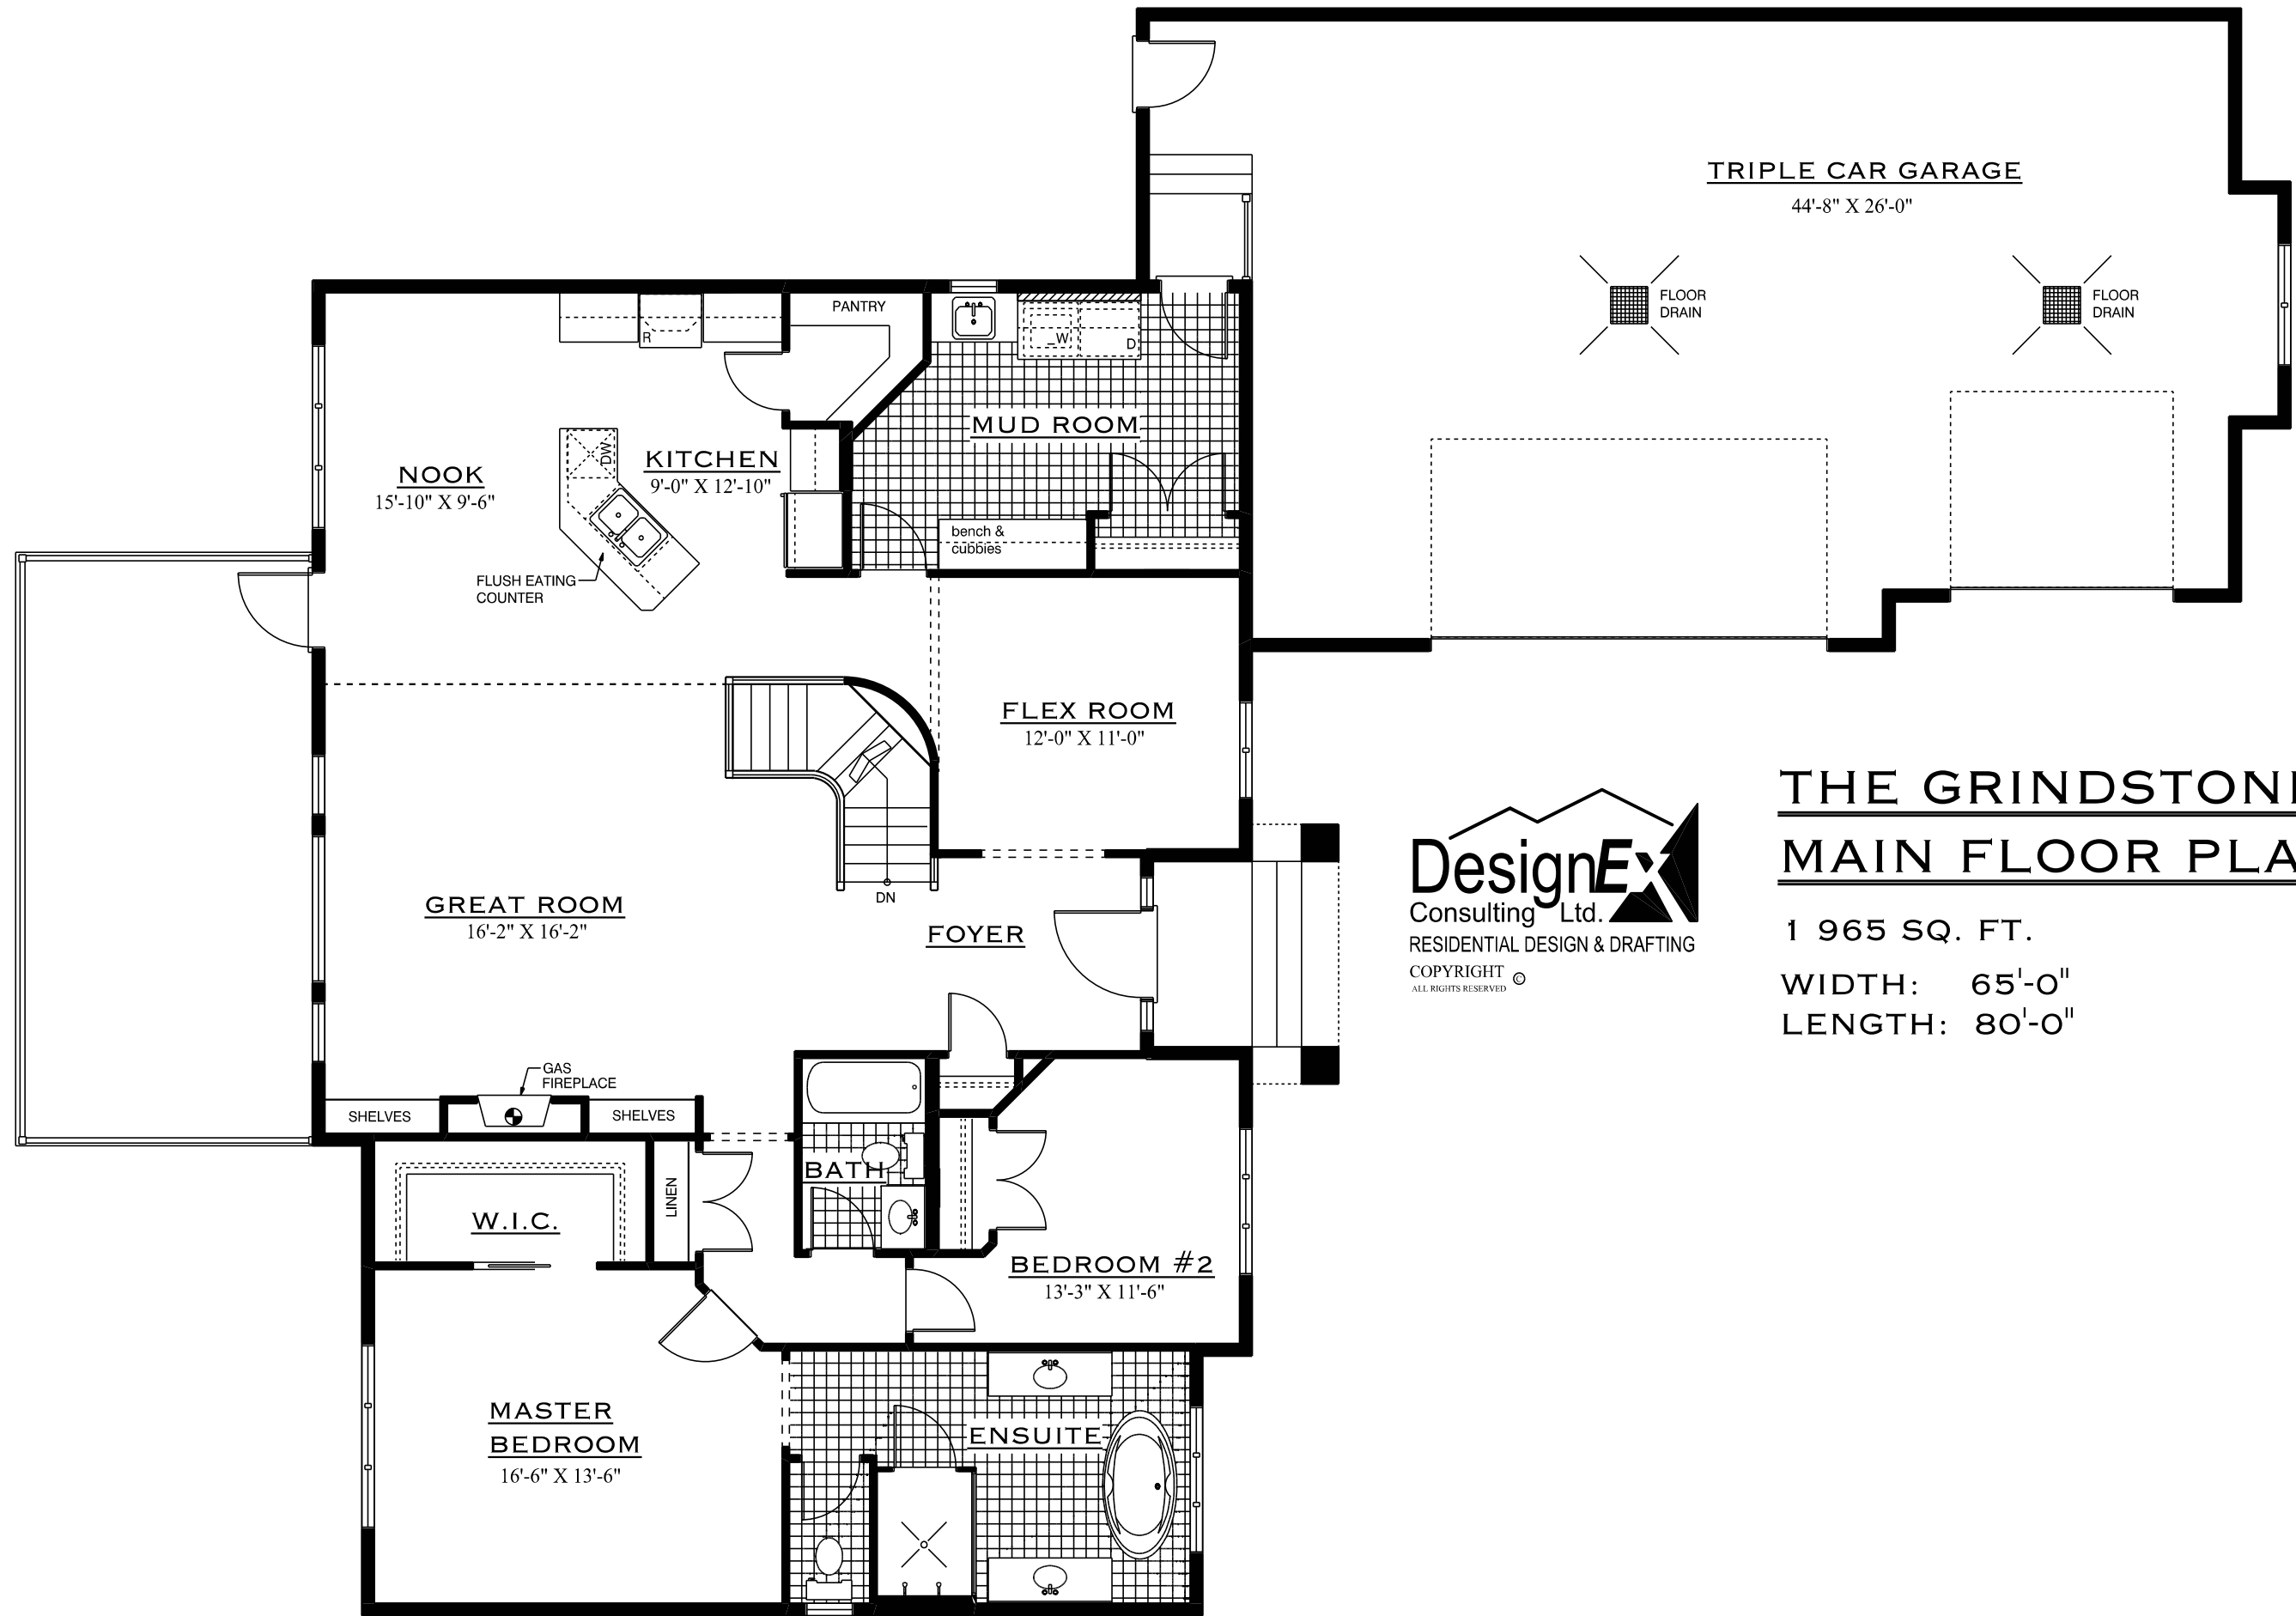 TRIPLE CAR GARAGE
44'-8" X 26'-0"
FLOOR
DRAIN
FLOOR
DRAIN
PANTRY
R
_W
D
MUD ROOM
NOOK
15'-10" X 9'-6"
DW
KITCHEN
9'-0" X 12'-10"
bench &
cubbies
FLUSH EATING
COUNTER
FLEX ROOM
12'-0" X 11'-0"
DN
GREAT ROOM
16'-2" X 16'-2"
FOYER
GAS
FIREPLACE
SHELVES
SHELVES
BATH
LINEN
W.I.C.
BEDROOM #2
13'-3" X 11'-6"
MASTER
BEDROOM
16'-6" X 13'-6"
ENSUITE
DesignEx
Consulting Ltd.
RESIDENTIAL DESIGN & DRAFTING
COPYRIGHT ©
ALL RIGHTS RESERVED
THE GRINDSTON
MAIN FLOOR PLA
1 965 SQ. FT.
WIDTH: 65'-0"
LENGTH: 80'-0"